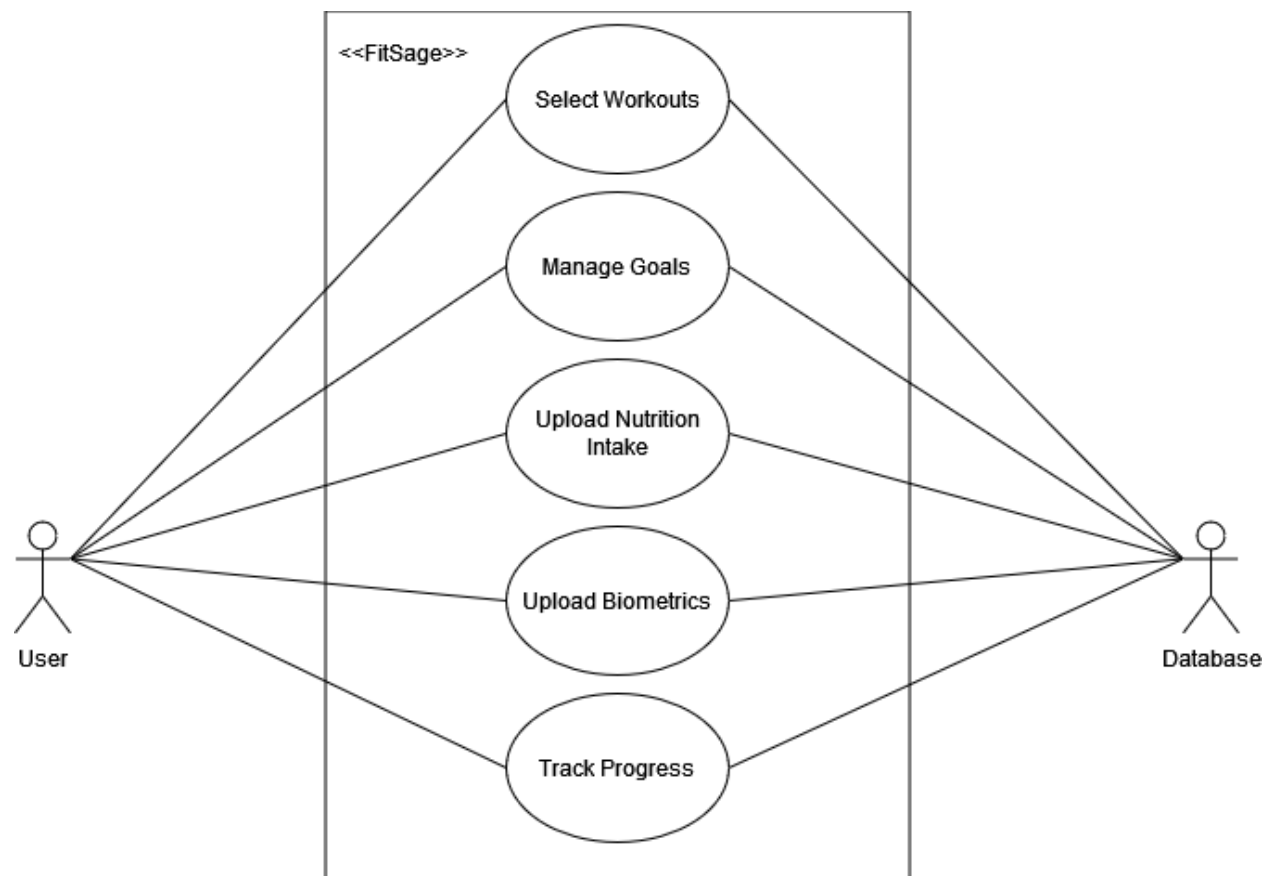 <<FitSage>>
Select Workouts
Manage Goals
Upload Nutrition
Intake
Upload Biometrics
User
Database
Track Progress